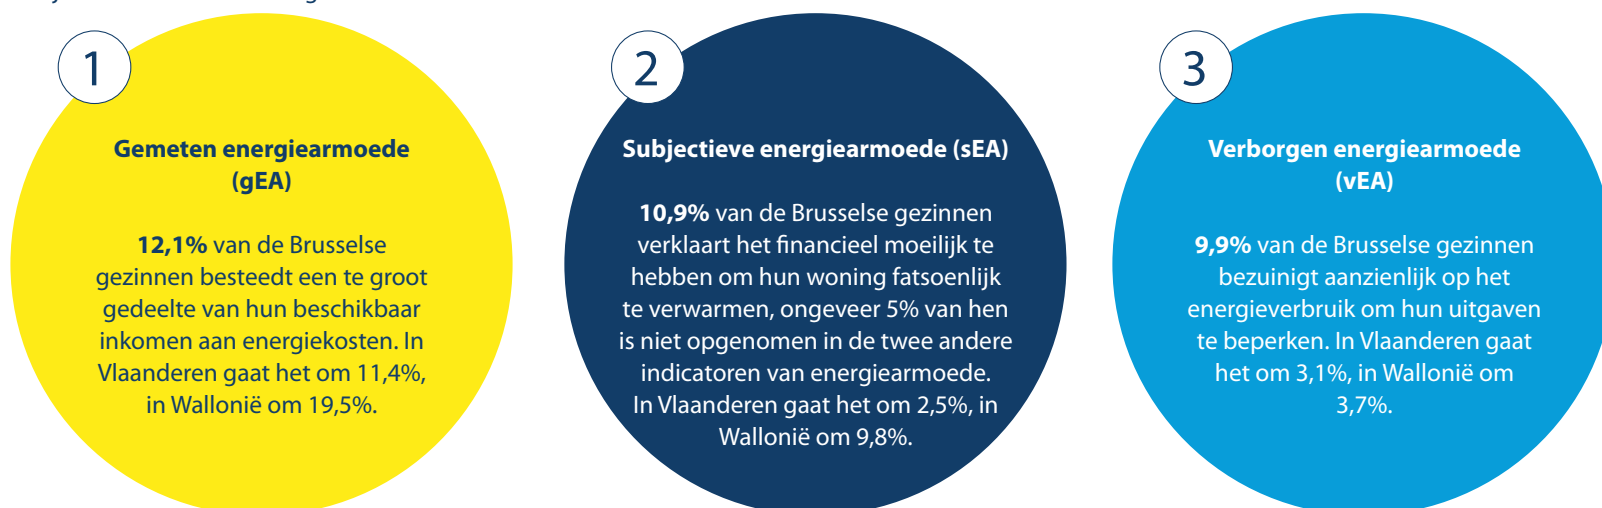 1
Gemeten energiearmoede
(gEA)
12,1% van de Brusselse
gezinnen besteedt een te groot
gedeelte van hun beschikbaar
inkomen aan energiekosten. In
Vlaanderen gaat het om 11,4%,
in Wallonië om 19,5%.
2
Subjectieve energiearmoede (sEA)
10,9% van de Brusselse gezinnen
verklaart het financieel moeilijk te
hebben om hun woning fatsoenlijk
te verwarmen, ongeveer 5% van hen
is niet opgenomen in de twee andere
indicatoren van energiearmoede.
In Vlaanderen gaat het om 2,5%, in
Wallonië om 9,8%.
3
Verborgen energiearmoede
(vEA)
9,9% van de Brusselse gezinnen
bezuinigt aanzienlijk op het
energieverbruik om hun uitgaven
te beperken. In Vlaanderen gaat
het om 3,1%, in Wallonië om
3,7%.